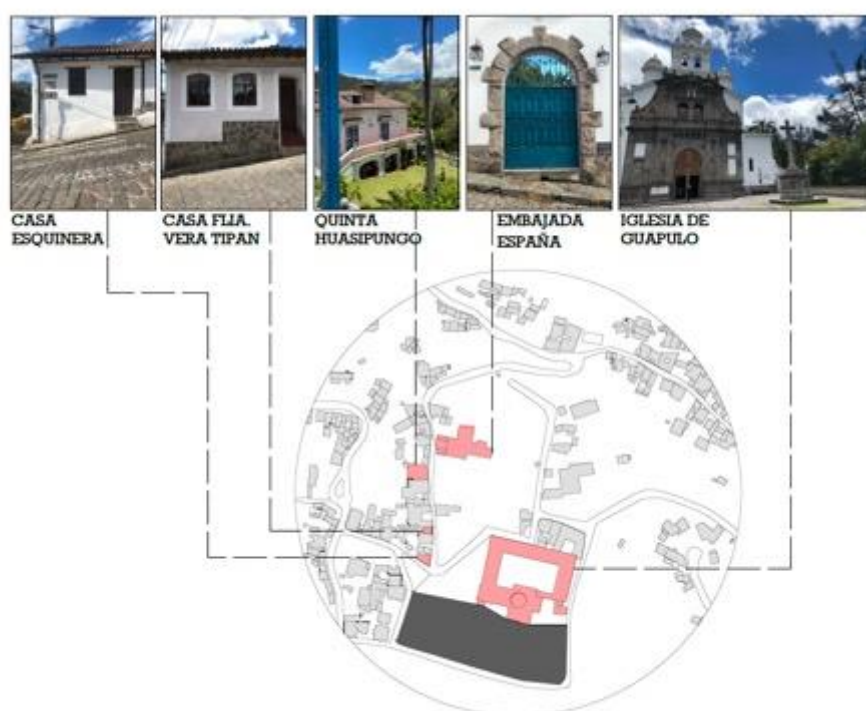 CASA
ESQUINERA
CASA FLIA.
VERA TIPAN
QUINTA
HUASIPUNGO
EMBAJADA
ESPAÑA
IGLESIA DE
GUAPULO